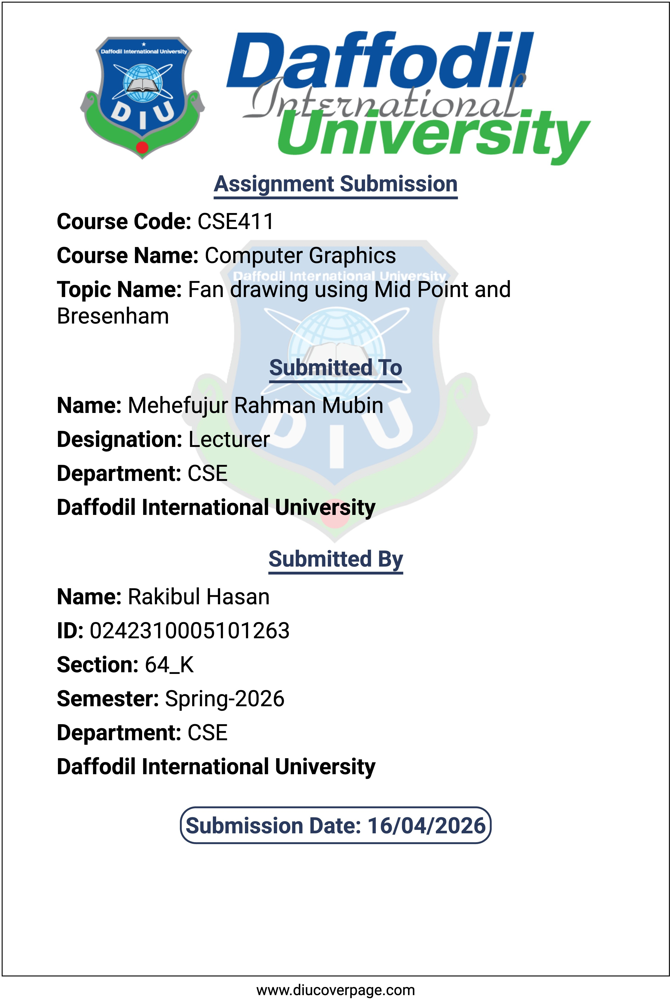 Daffodil International University
D I U
Daffodil
International
University
Assignment Submission
Course Code: CSE411
Course Name: Computer Graphics
Daffodil International University
Topic Name: Fan drawing using Mid Point and
Bresenham
Submitted To
Name: Mehefujur Rahman Mubin
D I U
Designation: Lecturer
Department: CSE
Daffodil International University
Submitted By
Name: Rakibul Hasan
ID: 0242310005101263
Section: 64_K
Semester: Spring-2026
Department: CSE
Daffodil International University
Submission Date: 16/04/2026
www.diucoverpage.com